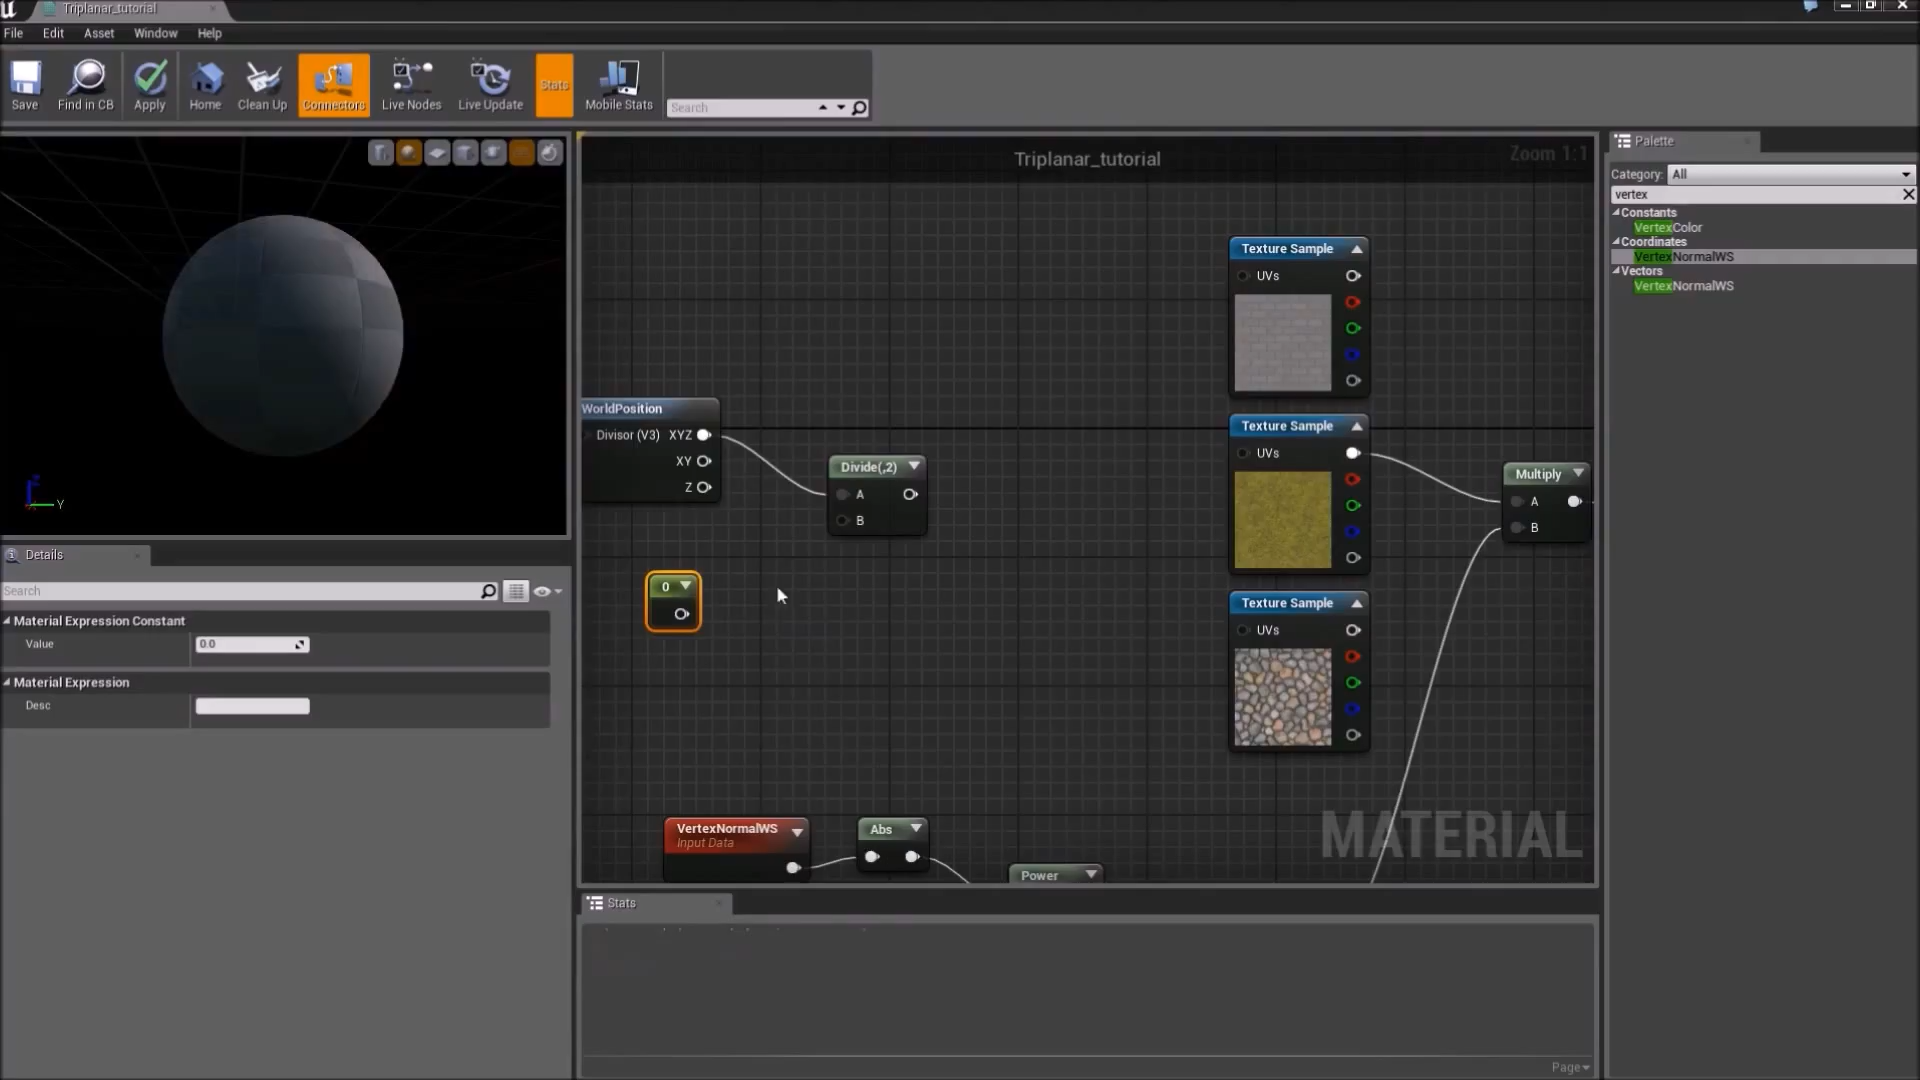 Triplanar_tutorial
File Edit Asset Window Help
Save Find in CB Apply Home Clean Up Connectors Live Nodes Live Update Stats Mobile Stats Search
Triplanar_tutorial
Zoom 1:1
Palette
Category: All
vertex
Constants
VertexColor
Coordinates
VertexNormalWS
Vectors
VertexNormalWS
Texture Sample
UVs
WorldPosition
Divisor (V3) XYZ
XY
Z
Divide(,2)
A
B
Texture Sample
UVs
Multiply
A
B
Y
Details
Search
Material Expression Constant
Value 0.0
Material Expression
Desc
0
Texture Sample
UVs
VertexNormalWS
Input Data
Abs
Power
MATERIAL
Stats
Page